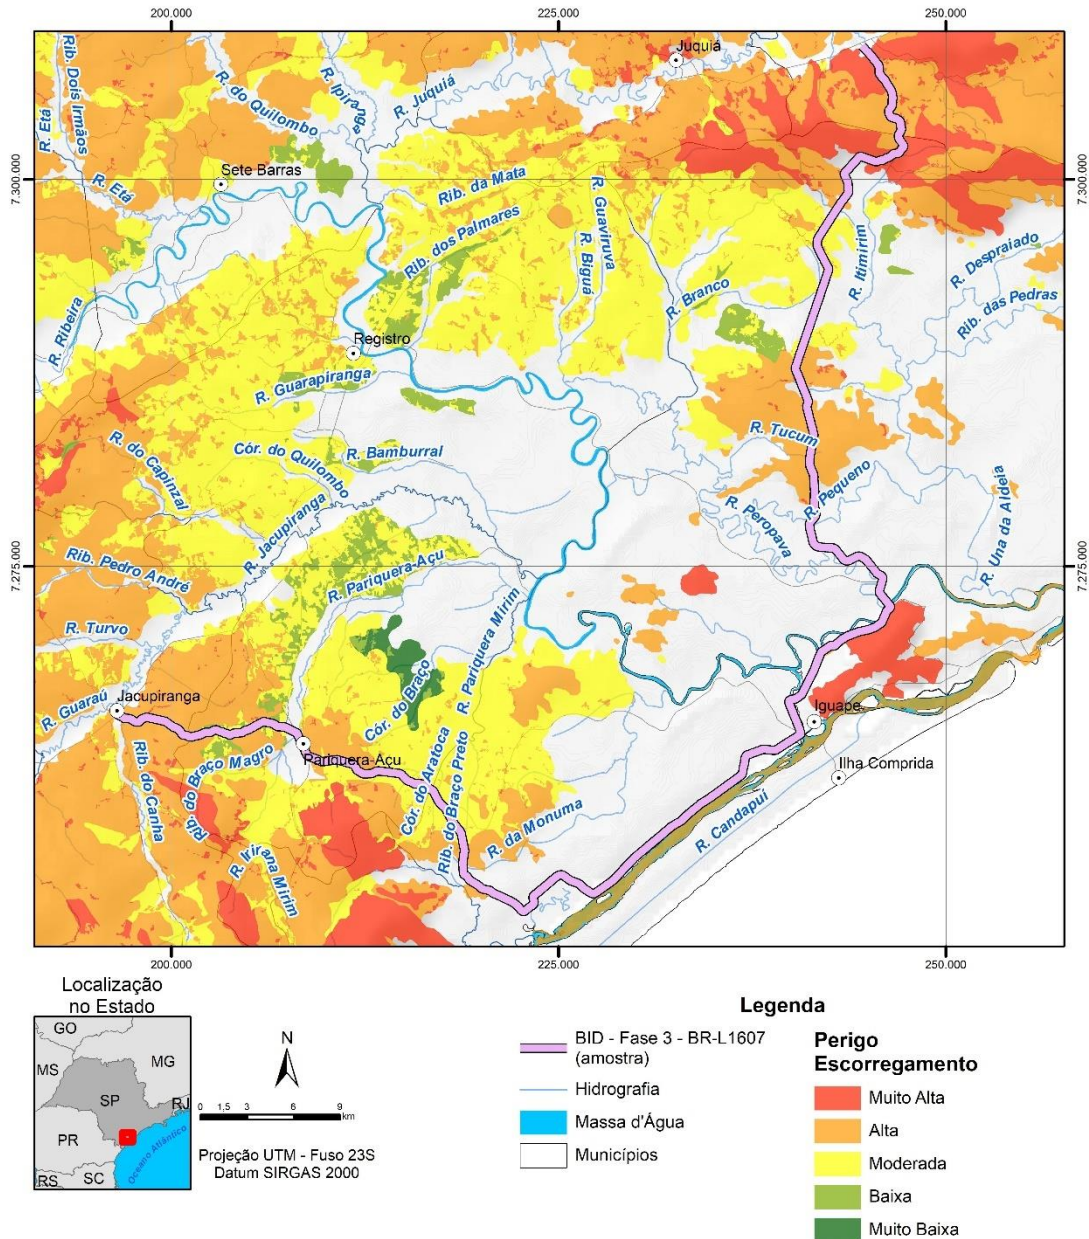 200.000
225.000
250.000
7.300.000
7.275.000
7.300.000
7.275.000
Rib. Dois Irmãos
R. Etá
R. do Quilombo
R. Ipiranga
R. Juquiá
Juquiá
Sete Barras
R. Etá
Rib. da Mata
Rib. dos Palmares
R. Guaviruva
R. Biguá
R. Branco
R. Itimirim
R. Despraiado
Rib. das Pedras
R. Ribeira
Registro
R. Guarapiranga
R. Tucum
R. Bamburral
Cór. do Quilombo
R. do Capinzal
R. Jacupiranga
R. Pequeno
R. Peropava
R. Una da Aldeia
Rib. Pedro André
R. Pariquera-Açu
R. Pariquera Mirim
R. Turvo
R. Guaraú
Jacupiranga
Cór. do Braço
Iguape
Ilha Comprida
Rib. do Braço Magro
Pariquera-Açu
Rib. do Canha
Cór. do Aratoca
Rib. do Braço Preto
R. da Monuma
R. Candapuí
R. Irirana Mirim
200.000
225.000
250.000
Localização
no Estado
GO
MS
MG
SP
RJ
PR
SC
RS
Oceano Atlântico
N
0 1,5 3 6 9
km
Projeção UTM - Fuso 23S
Datum SIRGAS 2000
Legenda
BID - Fase 3 - BR-L1607
(amostra)
Hidrografia
Massa d'Água
Municípios
Perigo
Escorregamento
Muito Alta
Alta
Moderada
Baixa
Muito Baixa